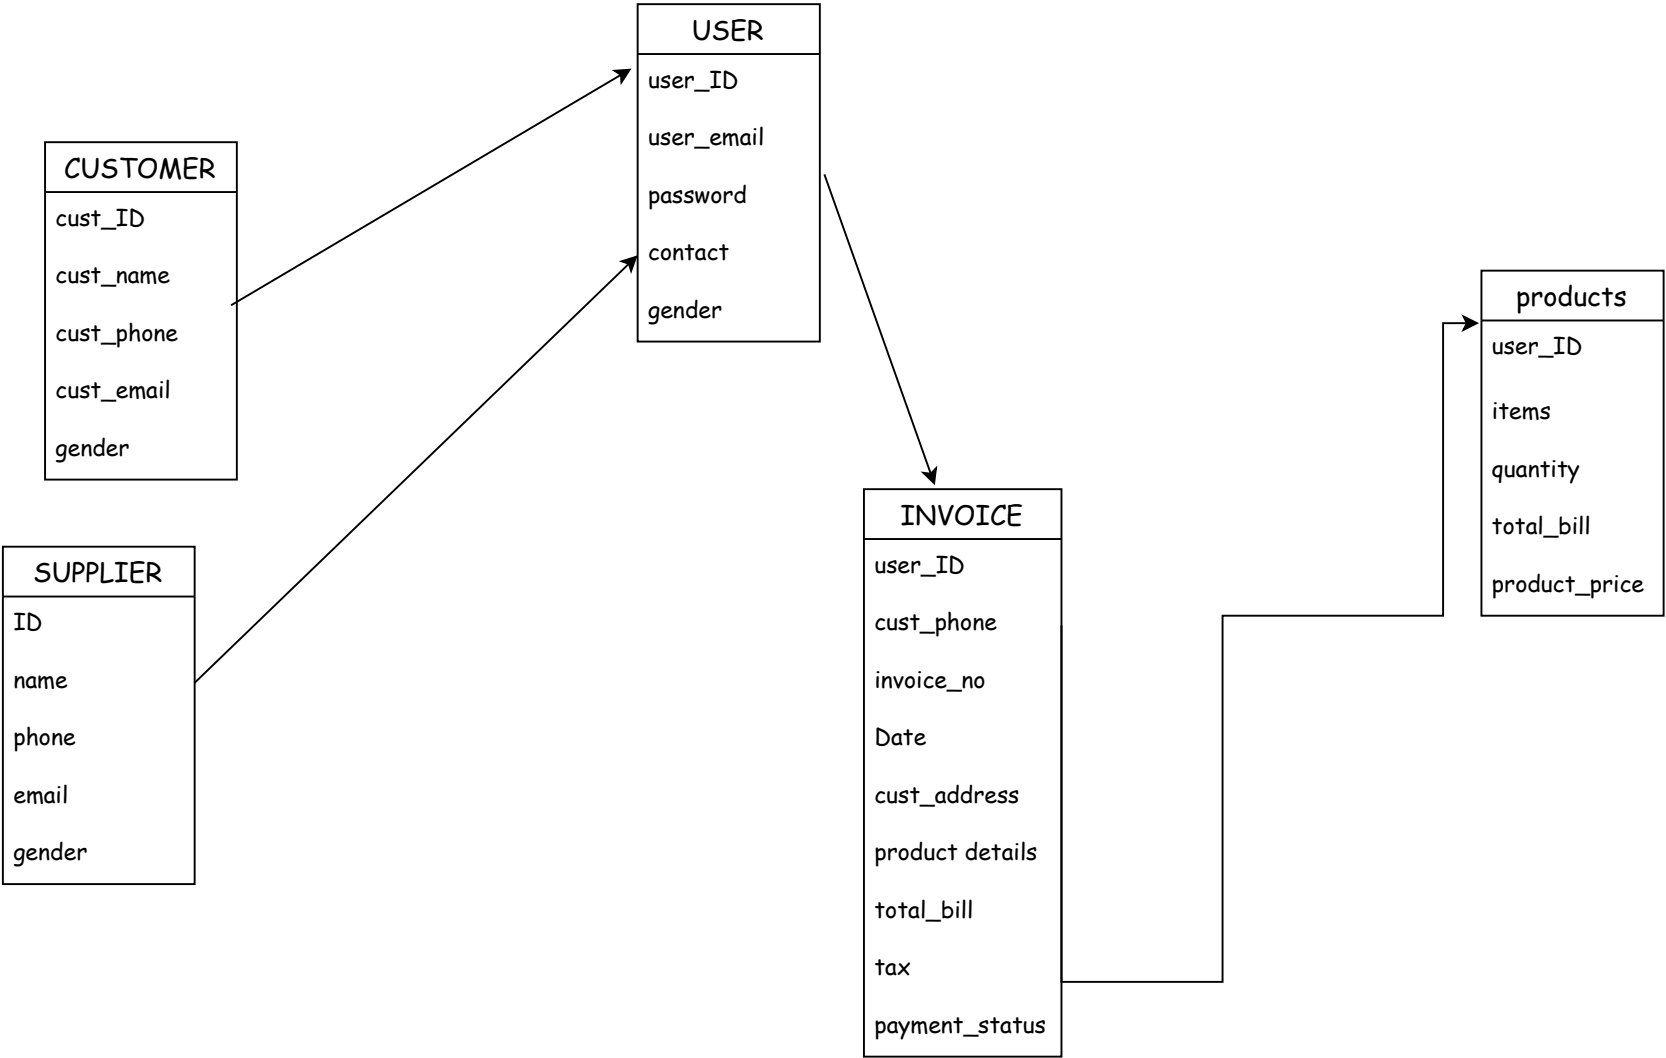 USER
user_ID
user_email
password
contact
gender
CUSTOMER
cust_ID
cust_name
cust_phone
cust_email
gender
SUPPLIER
ID
name
phone
email
gender
INVOICE
user_ID
cust_phone
invoice_no
Date
cust_address
product details
total_bill
tax
payment_status
products
user_ID
items
quantity
total_bill
product_price